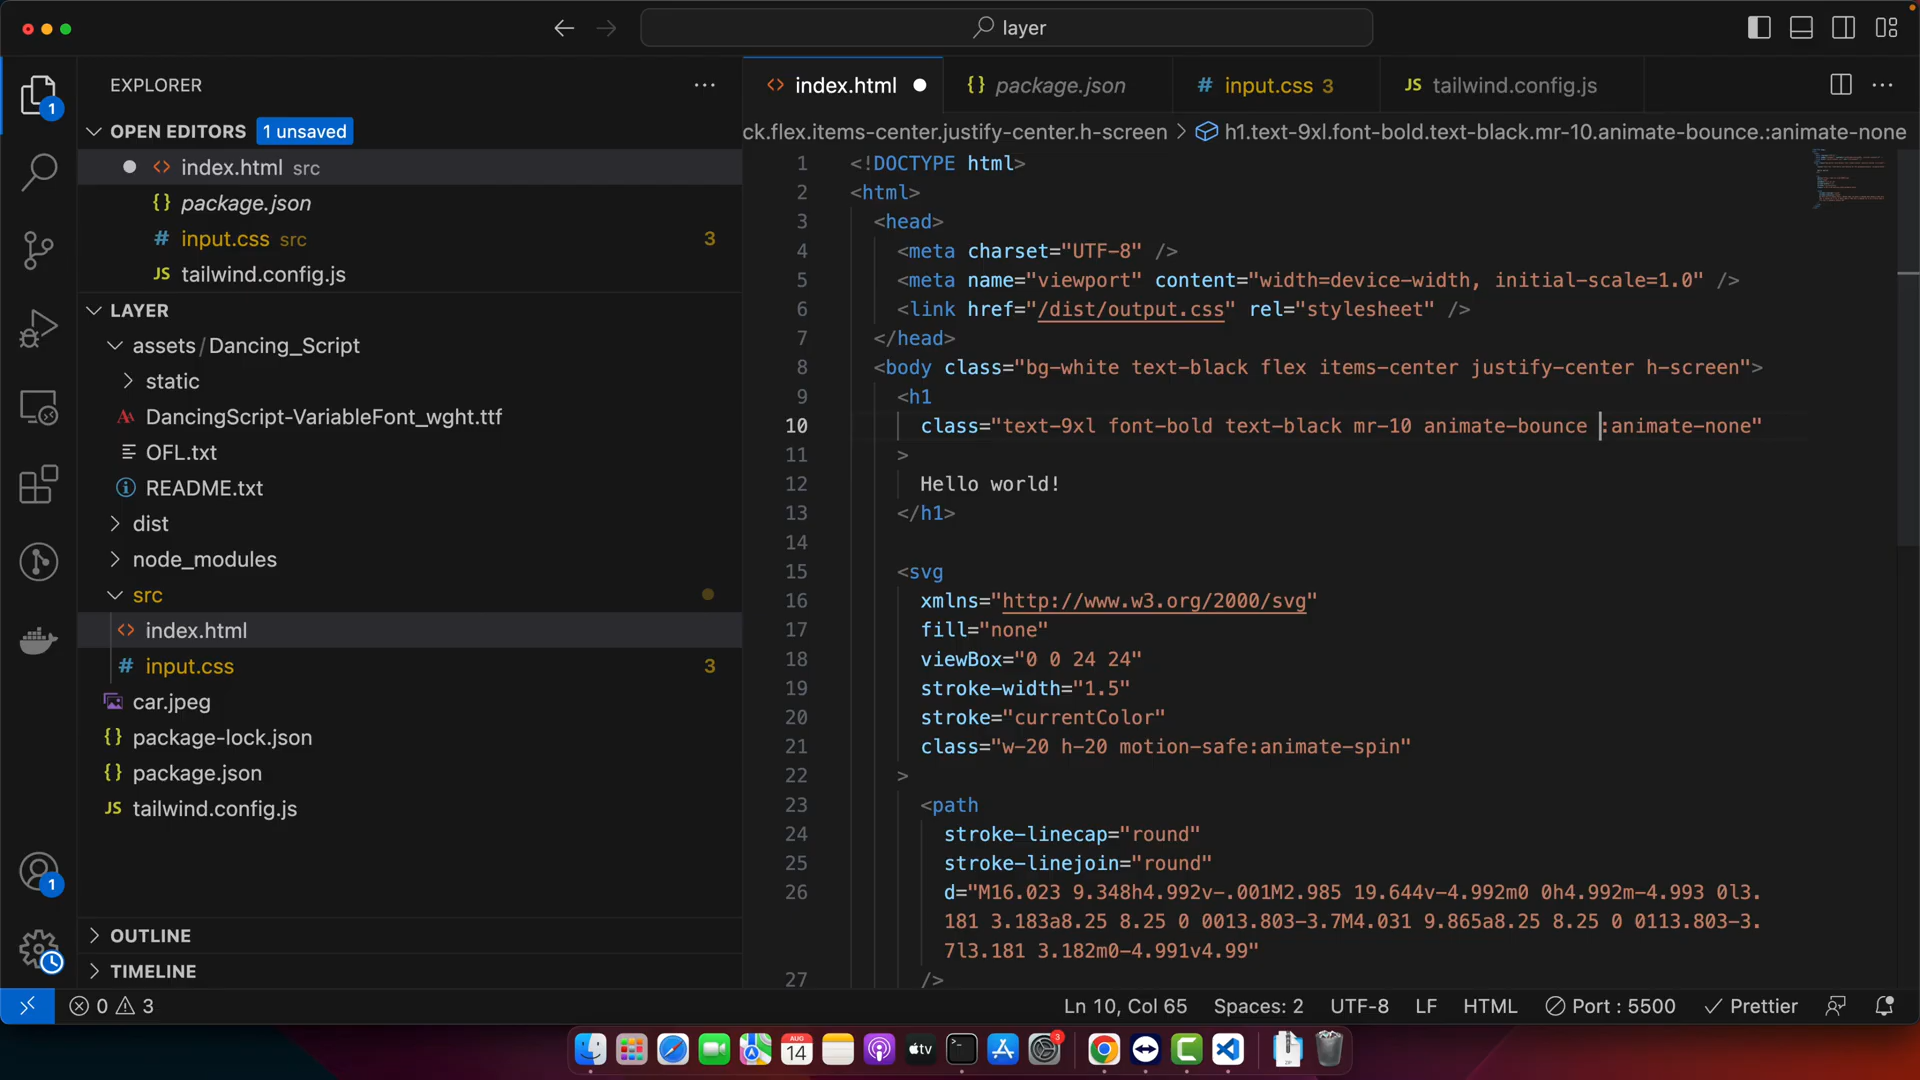 layer
EXPLORER
OPEN EDITORS 1 unsaved
index.html src
package.json
input.css src 3
tailwind.config.js
LAYER
assets / Dancing_Script
static
DancingScript-VariableFont_wght.ttf
OFL.txt
README.txt
dist
node_modules
src
index.html
input.css 3
car.jpeg
package-lock.json
package.json
tailwind.config.js
OUTLINE
TIMELINE
1
1
index.html
package.json
input.css 3
tailwind.config.js
ck.flex.items-center.justify-center.h-screen > h1.text-9xl.font-bold.text-black.mr-10.animate-bounce.:animate-none
1 <!DOCTYPE html>
2 <html>
3 <head>
4 <meta charset="UTF-8" />
5 <meta name="viewport" content="width=device-width, initial-scale=1.0" />
6 <link href="/dist/output.css" rel="stylesheet" />
7 </head>
8 <body class="bg-white text-black flex items-center justify-center h-screen">
9 <h1
10 class="text-9xl font-bold text-black mr-10 animate-bounce :animate-none"
11 >
12 Hello world!
13 </h1>
14
15 <svg
16 xmlns="http://www.w3.org/2000/svg"
17 fill="none"
18 viewBox="0 0 24 24"
19 stroke-width="1.5"
20 stroke="currentColor"
21 class="w-20 h-20 motion-safe:animate-spin"
22 >
23 <path
24 stroke-linecap="round"
25 stroke-linejoin="round"
26 d="M16.023 9.348h4.992v-.001M2.985 19.644v-4.992m0 0h4.992m-4.993 0l3.
181 3.183a8.25 8.25 0 0013.803-3.7M4.031 9.865a8.25 8.25 0 0113.803-3.
7l3.181 3.182m0-4.991v4.99"
27 />
0 3
Ln 10, Col 65 Spaces: 2 UTF-8 LF HTML Port : 5500 Prettier
AUG
14
tv
3
ZIP